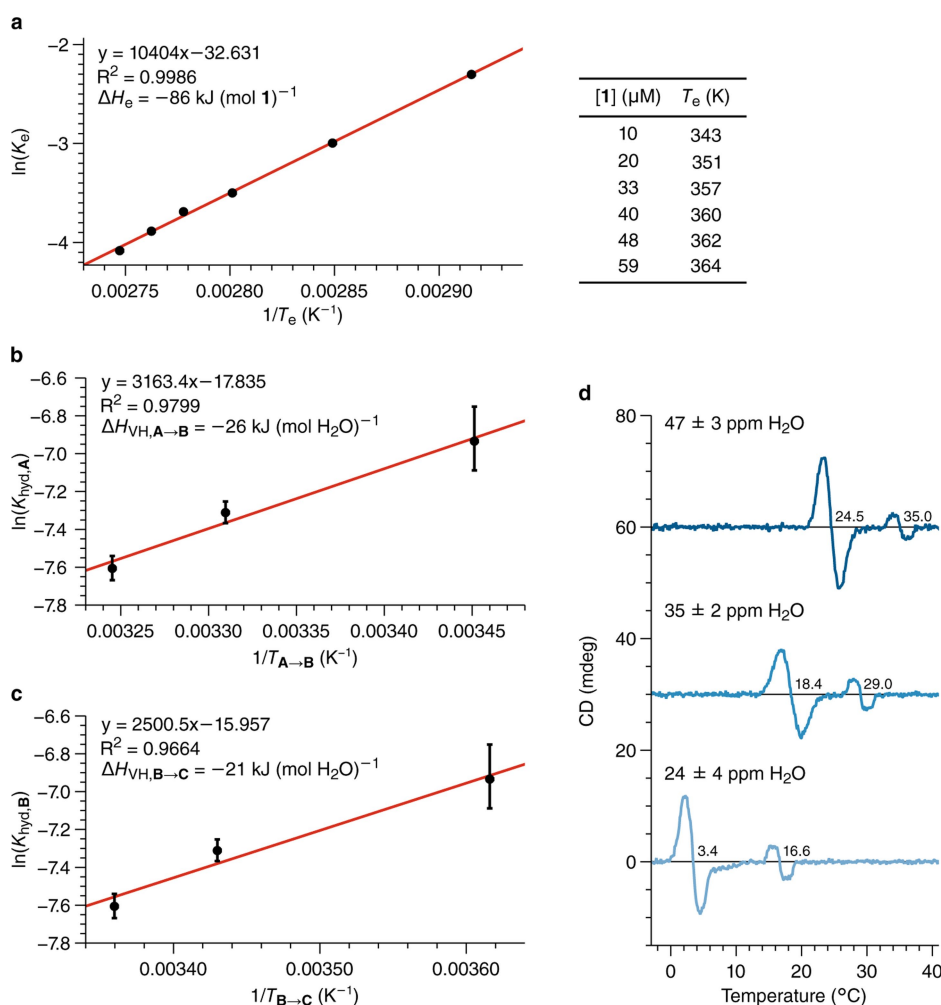 a
y = 10404x−32.631
R² = 0.9986
ΔHₑ = −86 kJ (mol 1)⁻¹
ln(Kₑ)
−2
−3
−4
0.00275 0.00280 0.00285 0.00290
1/Tₑ (K⁻¹)
[1] (μM) Tₑ (K)
10 343
20 351
33 357
40 360
48 362
59 364
b
y = 3163.4x−17.835
R² = 0.9799
ΔH_VH,A→B = −26 kJ (mol H₂O)⁻¹
ln(K_hyd,A)
−6.6
−6.8
−7.0
−7.2
−7.4
−7.6
−7.8
0.00325 0.00330 0.00335 0.00340 0.00345
1/T_A→B (K⁻¹)
c
y = 2500.5x−15.957
R² = 0.9664
ΔH_VH,B→C = −21 kJ (mol H₂O)⁻¹
ln(K_hyd,B)
−6.6
−6.8
−7.0
−7.2
−7.4
−7.6
−7.8
0.00340 0.00350 0.00360
1/T_B→C (K⁻¹)
d
47 ± 3 ppm H₂O
24.5 35.0
35 ± 2 ppm H₂O
18.4 29.0
24 ± 4 ppm H₂O
3.4 16.6
CD (mdeg)
80
60
40
20
0
0 10 20 30 40
Temperature (°C)